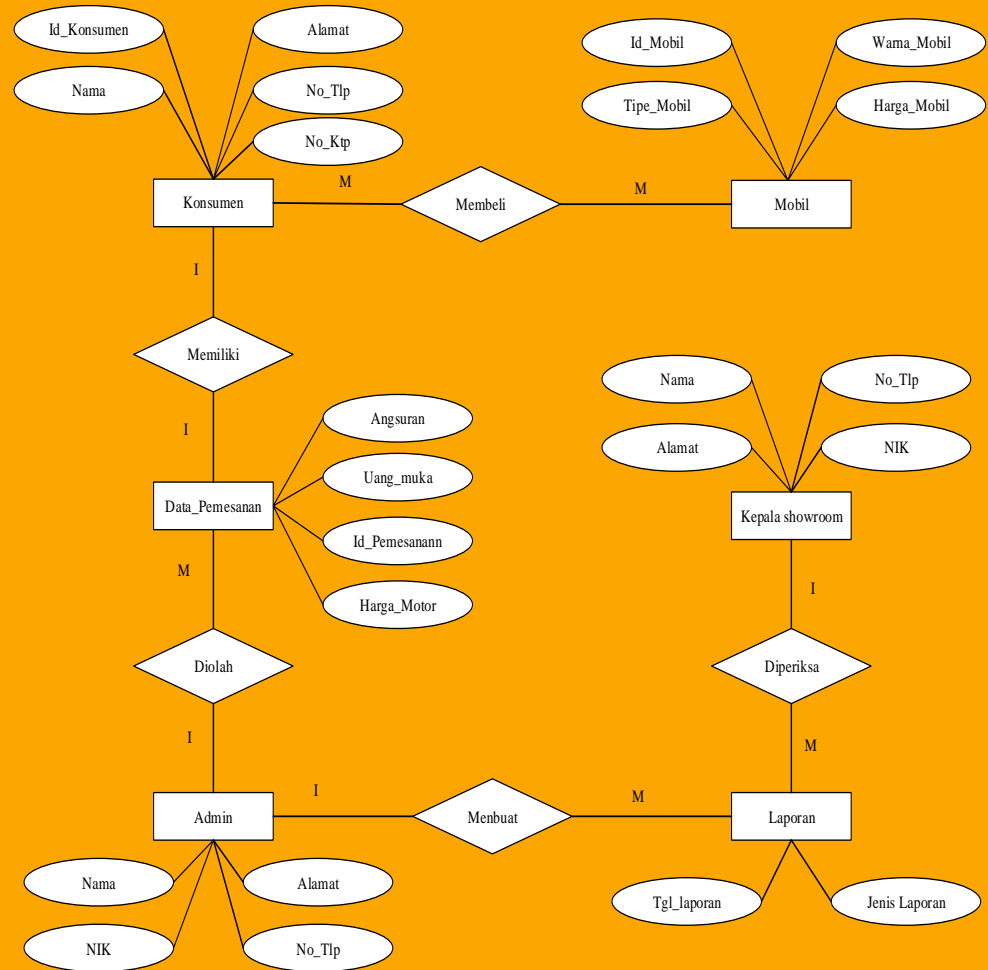 Id_Konsumen
Alamat
Id_Mobil
Warna_Mobil
Nama
No_Tlp
Tipe_Mobil
Harga_Mobil
No_Ktp
M
M
Konsumen
Membeli
Mobil
I
Memiliki
Nama
No_Tlp
I
Angsuran
Alamat
NIK
Uang_muka
Data_Pemesanan
Kepala showroom
Id_Pemesanann
M
I
Harga_Motor
Diolah
Diperiksa
I
M
I
M
Admin
Menbuat
Laporan
Nama
Alamat
Tgl_laporan
Jenis Laporan
NIK
No_Tlp